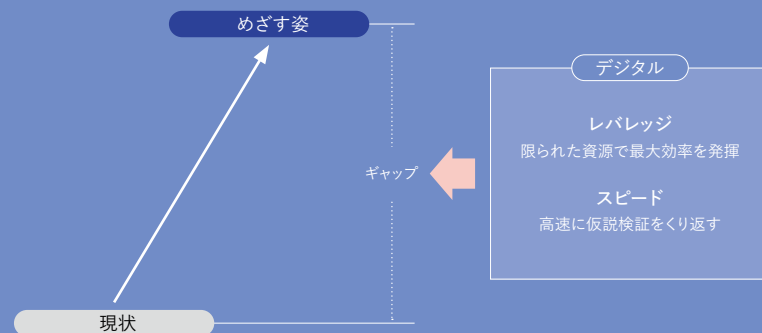 めざす姿
デジタル
レバレッジ
限られた資源で最大効率を発揮
ギャップ
スピード
高速に仮説検証をくり返す
現状